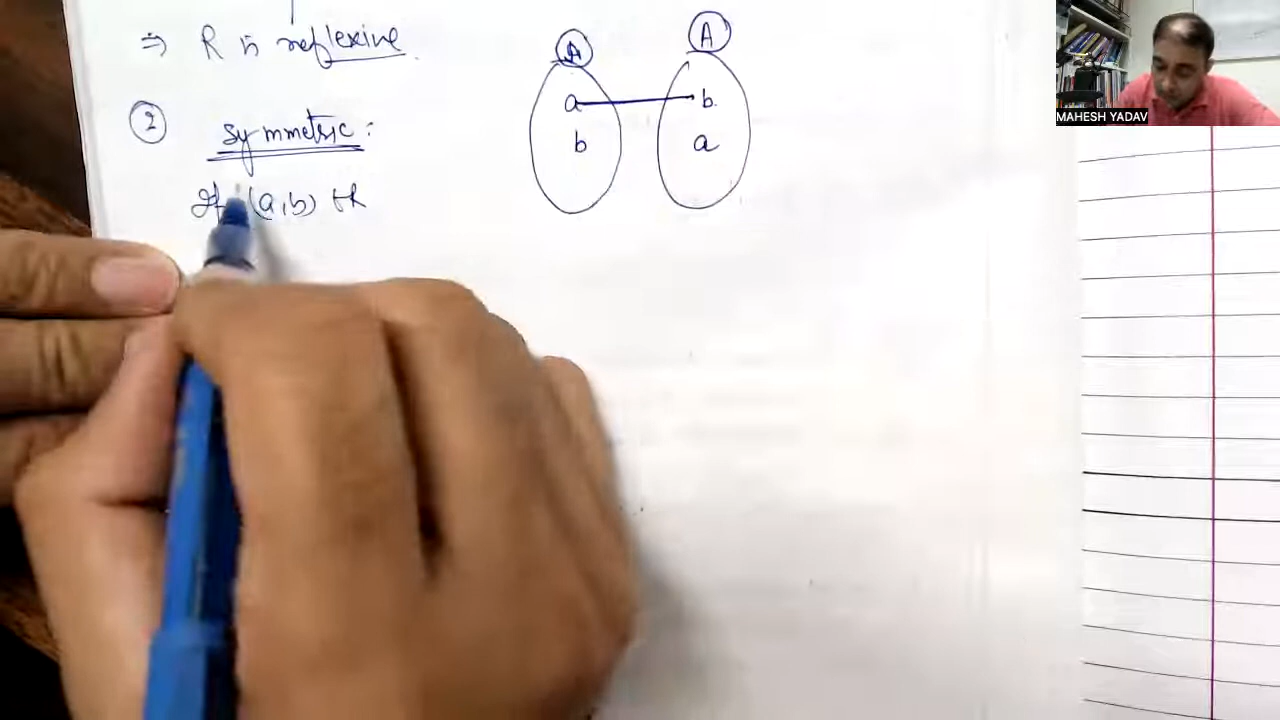 ⇒ R is reflexive.
A A
a b
b a
② Symmetric :
If (a,b) ∈ R
MAHESH YADAV